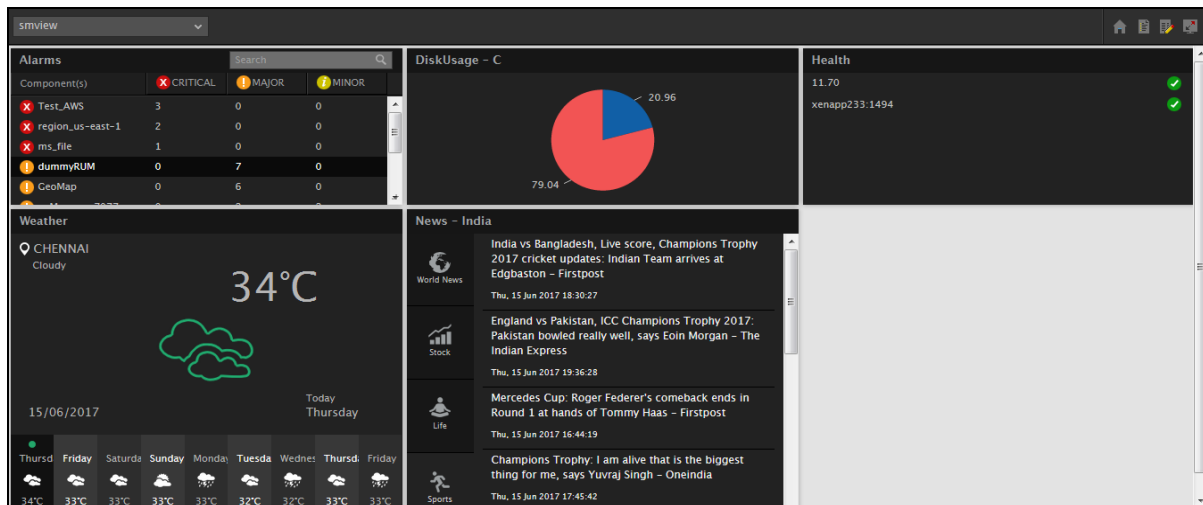 smview
Alarms
Search
Component(s) CRITICAL MAJOR MINOR
Test_AWS 3 0 0
region_us-east-1 2 0 0
ms_file 1 0 0
dummyRUM 0 7 0
GeoMap 0 6 0
DiskUsage - C
20.96
79.04
Health
11.70
xenapp233:1494
Weather
CHENNAI
Cloudy
34°C
15/06/2017
Today
Thursday
Thursd Friday Saturda Sunday Monday Tuesda Wednes Thursd Friday
34°C 33°C 33°C 33°C 33°C 32°C 32°C 33°C 33°C
News - India
World News
Stock
Life
Sports
India vs Bangladesh, Live score, Champions Trophy
2017 cricket updates: Indian Team arrives at
Edgbaston - Firstpost
Thu, 15 Jun 2017 18:30:27
England vs Pakistan, ICC Champions Trophy 2017:
Pakistan bowled really well, says Eoin Morgan - The
Indian Express
Thu, 15 Jun 2017 19:36:28
Mercedes Cup: Roger Federer's comeback ends in
Round 1 at hands of Tommy Haas - Firstpost
Thu, 15 Jun 2017 16:44:19
Champions Trophy: I am alive that is the biggest
thing for me, says Yuvraj Singh - Oneindia
Thu, 15 Jun 2017 17:45:42